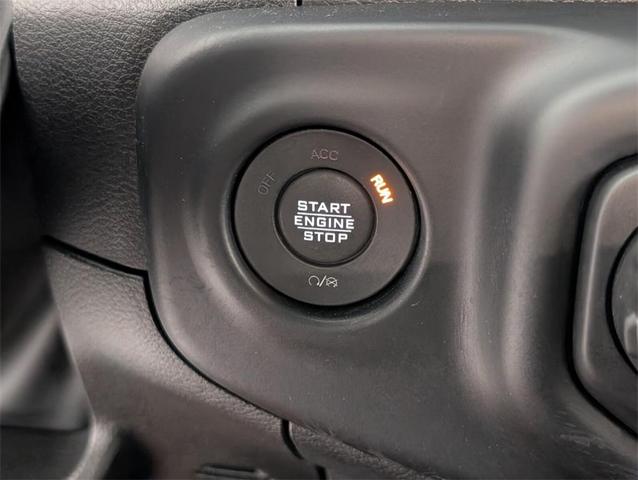 ACC
OFF
RUN
START
ENGINE
STOP